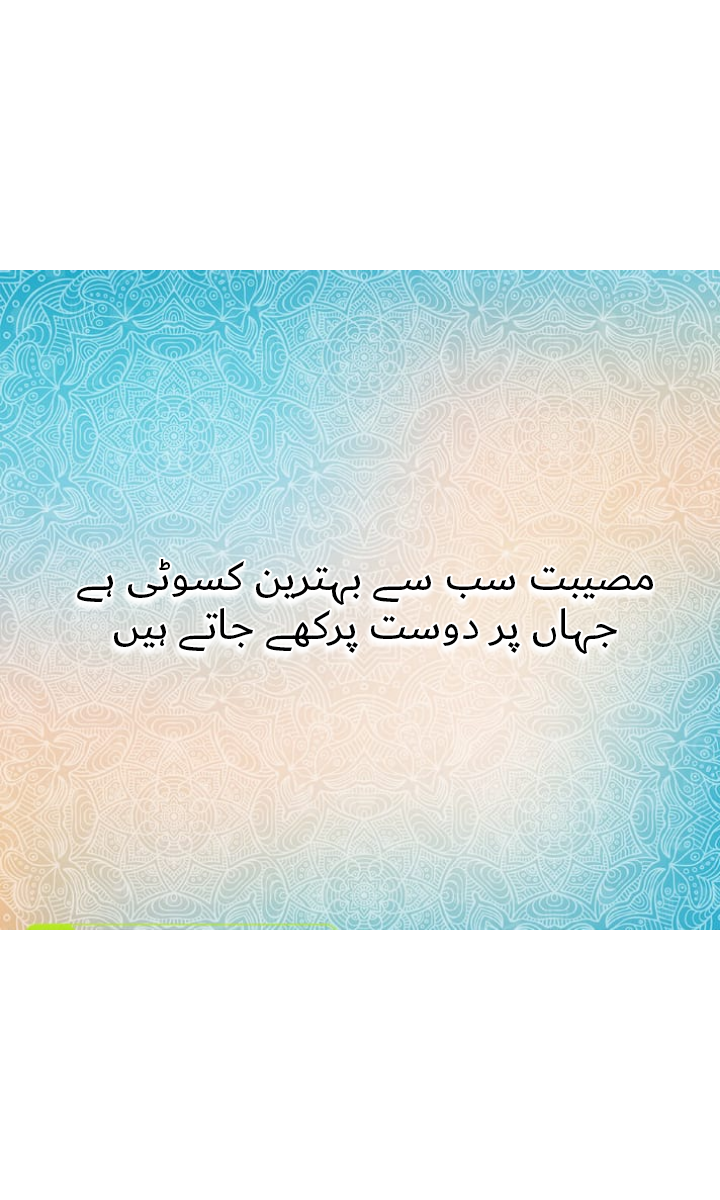 مصیبت سب سے بہترین کسوٹی ہے
جہاں پر دوست پرکھے جاتے ہیں